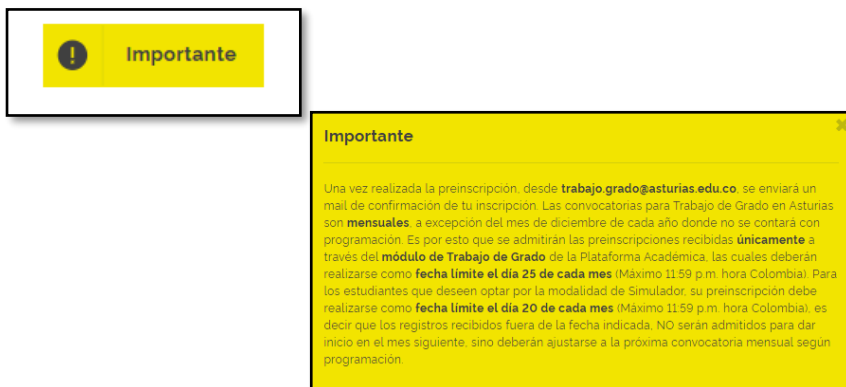 Importante
Importante
Una vez realizada la preinscripción, desde trabajo.grado@asturias.edu.co, se enviará un
mail de confirmación de tu inscripción. Las convocatorias para Trabajo de Grado en Asturias
son mensuales, a excepción del mes de diciembre de cada año donde no se contará con
programación. Es por esto que se admitirán las preinscripciones recibidas únicamente a
través del módulo de Trabajo de Grado de la Plataforma Académica, las cuales deberán
realizarse como fecha límite el día 25 de cada mes (Máximo 11:59 p.m. hora Colombia). Para
los estudiantes que deseen optar por la modalidad de Simulador, su preinscripción debe
realizarse como fecha límite el día 20 de cada mes (Máximo 11:59 p.m. hora Colombia), es
decir que los registros recibidos fuera de la fecha indicada, NO serán admitidos para dar
inicio en el mes siguiente, sino deberán ajustarse a la próxima convocatoria mensual según
programación.